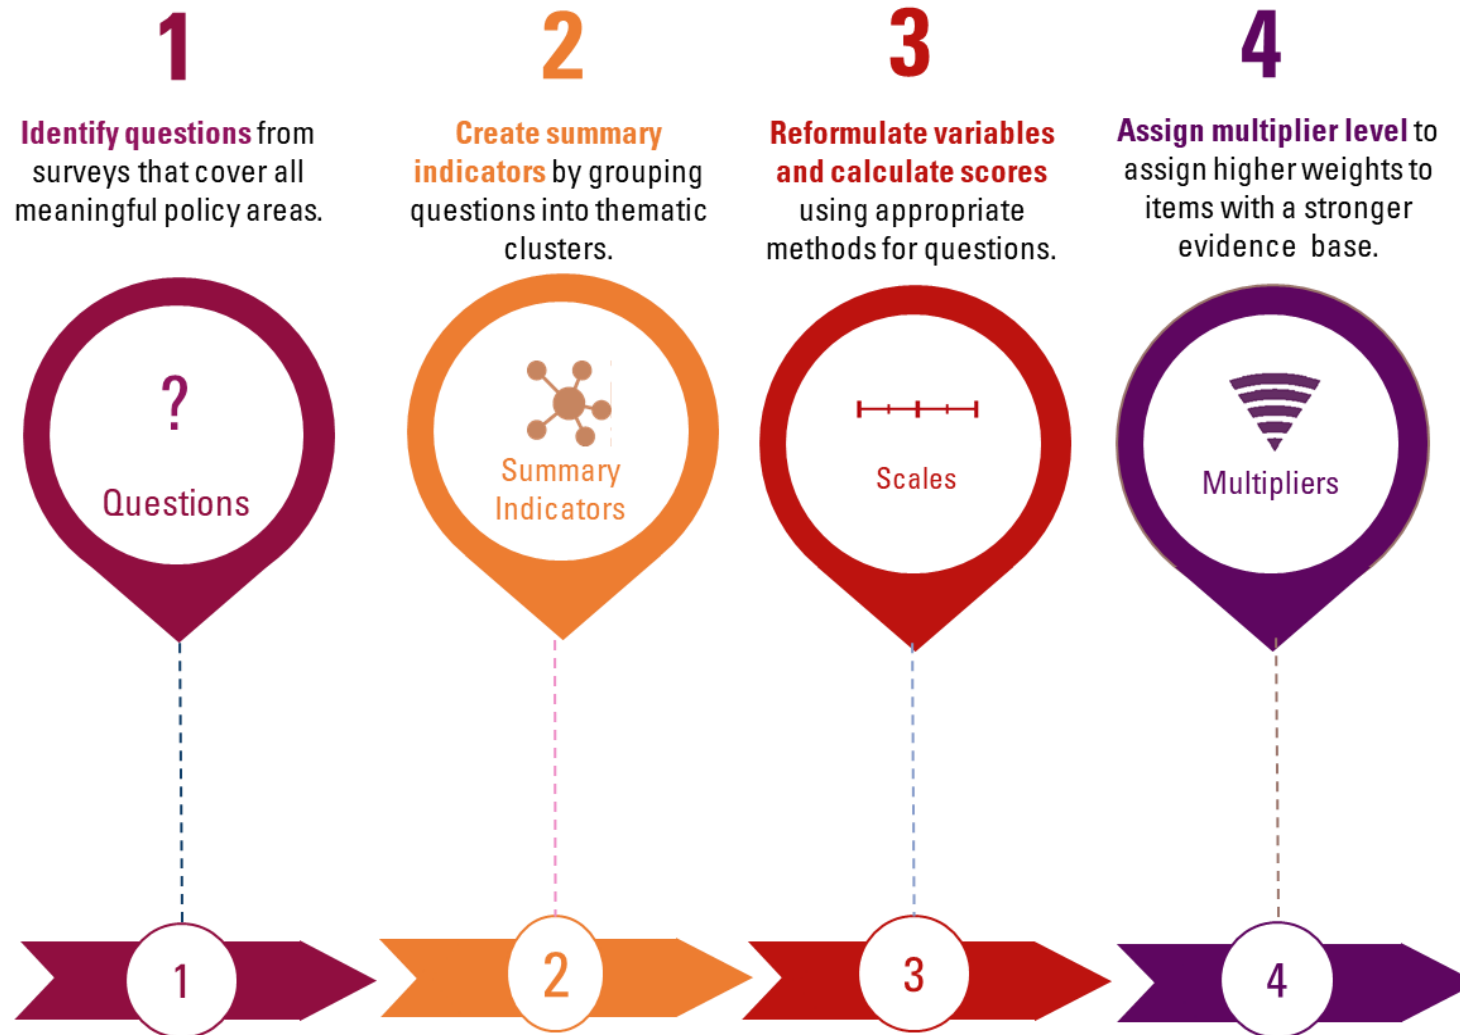 1
Identify questions from
surveys that cover all
meaningful policy areas.
?
Questions
1
2
Create summary
indicators by grouping
questions into thematic
clusters.
Summary
Indicators
2
3
Reformulate variables
and calculate scores
using appropriate
methods for questions.
Scales
3
4
Assign multiplier level to
assign higher weights to
items with a stronger
evidence base.
Multipliers
4